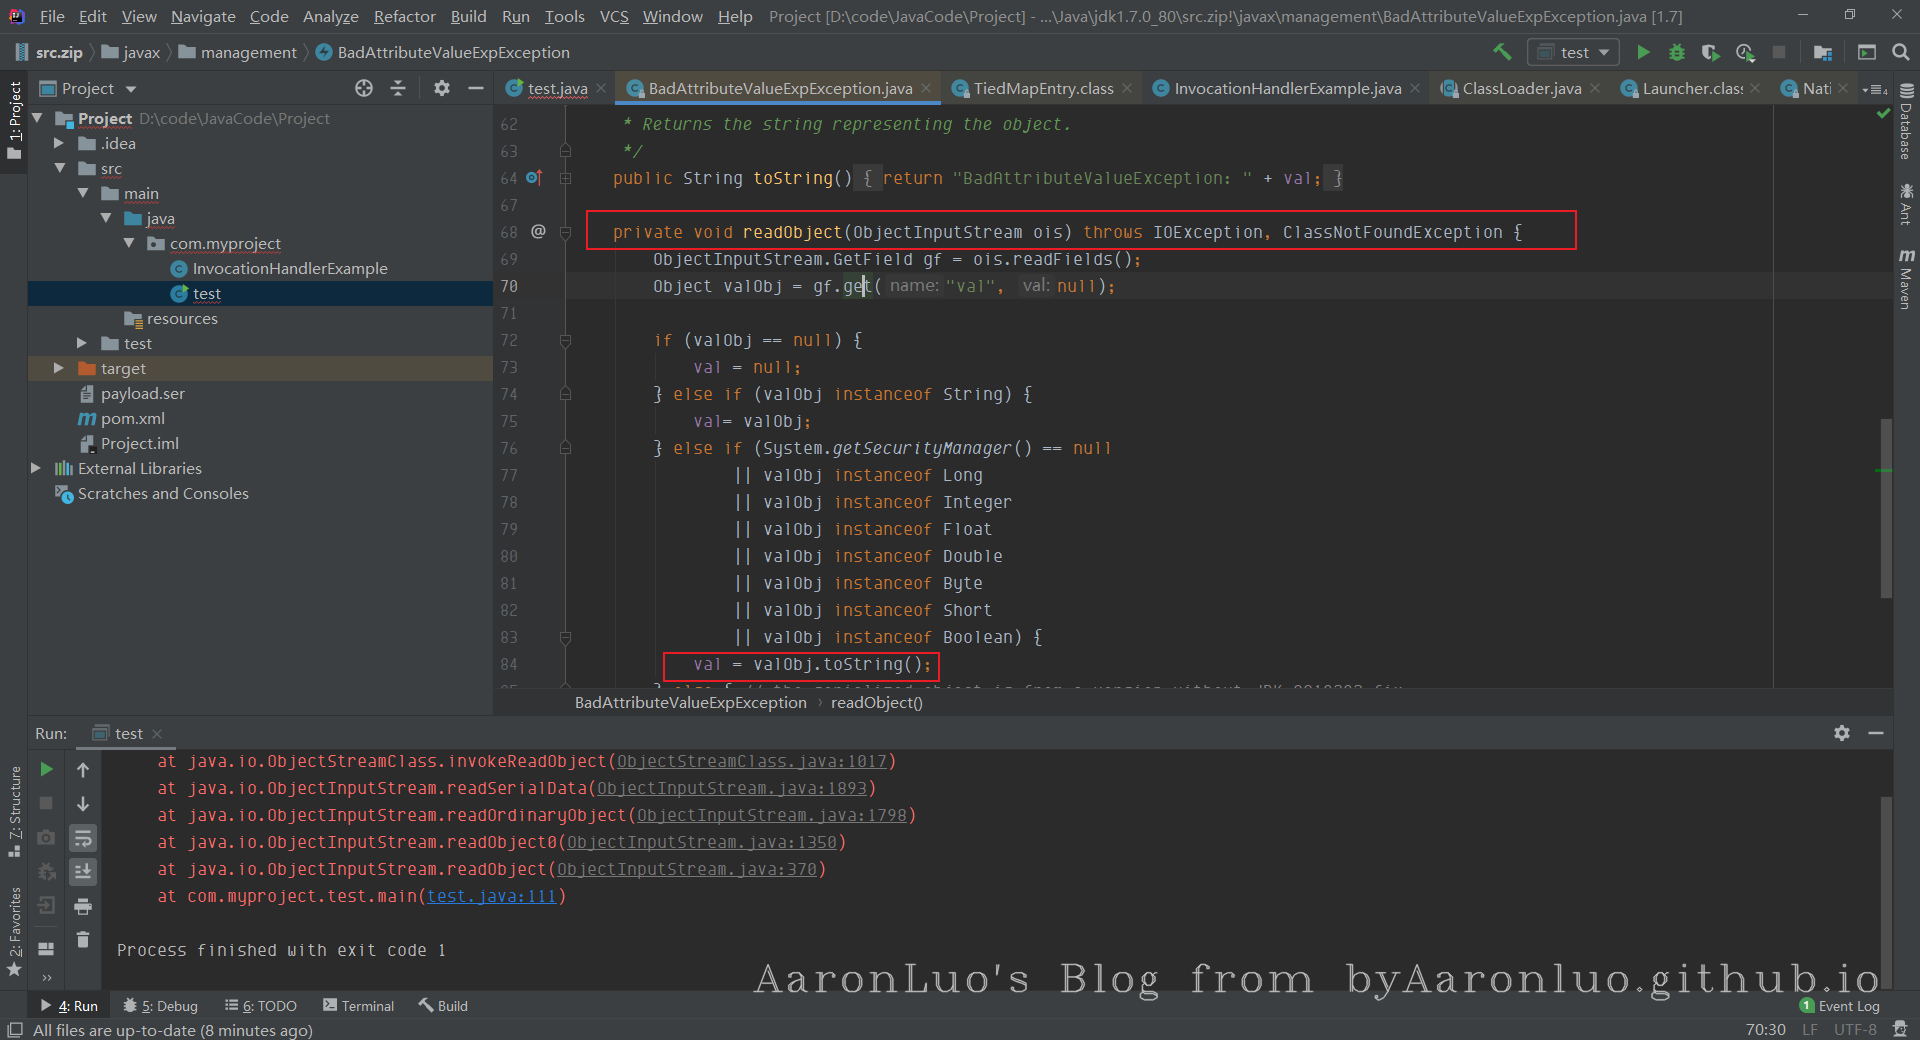 File Edit View Navigate Code Analyze Refactor Build Run Tools VCS Window Help Project [D:\code\JavaCode\Project] - ...\Java\jdk1.7.0_80\src.zip!\javax\management\BadAttributeValueExpException.java [1.7]
src.zip javax management BadAttributeValueExpException test
Project test.java BadAttributeValueExpException.java TiedMapEntry.class InvocationHandlerExample.java ClassLoader.java Launcher.class Nati 4
1: Project
Project D:\code\JavaCode\Project
.idea
src
main
java
com.myproject
InvocationHandlerExample
test
resources
test
target
payload.ser
pom.xml
Project.iml
External Libraries
Scratches and Consoles
62 * Returns the string representing the object.
63 */
64 public String toString() { return "BadAttributeValueException: " + val; }
67
68 @ private void readObject(ObjectInputStream ois) throws IOException, ClassNotFoundException {
69 ObjectInputStream.GetField gf = ois.readFields();
70 Object valObj = gf.get( name: "val", val: null);
71
72 if (valObj == null) {
73 val = null;
74 } else if (valObj instanceof String) {
75 val= valObj;
76 } else if (System.getSecurityManager() == null
77 || valObj instanceof Long
78 || valObj instanceof Integer
79 || valObj instanceof Float
80 || valObj instanceof Double
81 || valObj instanceof Byte
82 || valObj instanceof Short
83 || valObj instanceof Boolean) {
84 val = valObj.toString();
BadAttributeValueExpException › readObject()
Database
Ant
Maven
Run: test
at java.io.ObjectStreamClass.invokeReadObject(ObjectStreamClass.java:1017)
at java.io.ObjectInputStream.readSerialData(ObjectInputStream.java:1893)
at java.io.ObjectInputStream.readOrdinaryObject(ObjectInputStream.java:1798)
at java.io.ObjectInputStream.readObject0(ObjectInputStream.java:1350)
at java.io.ObjectInputStream.readObject(ObjectInputStream.java:370)
at com.myproject.test.main(test.java:111)
Process finished with exit code 1
7: Structure
2: Favorites
AaronLuo's Blog from byAaronluo.github.io
4: Run 5: Debug 6: TODO Terminal Build 1 Event Log
All files are up-to-date (8 minutes ago) 70:30 LF UTF-8